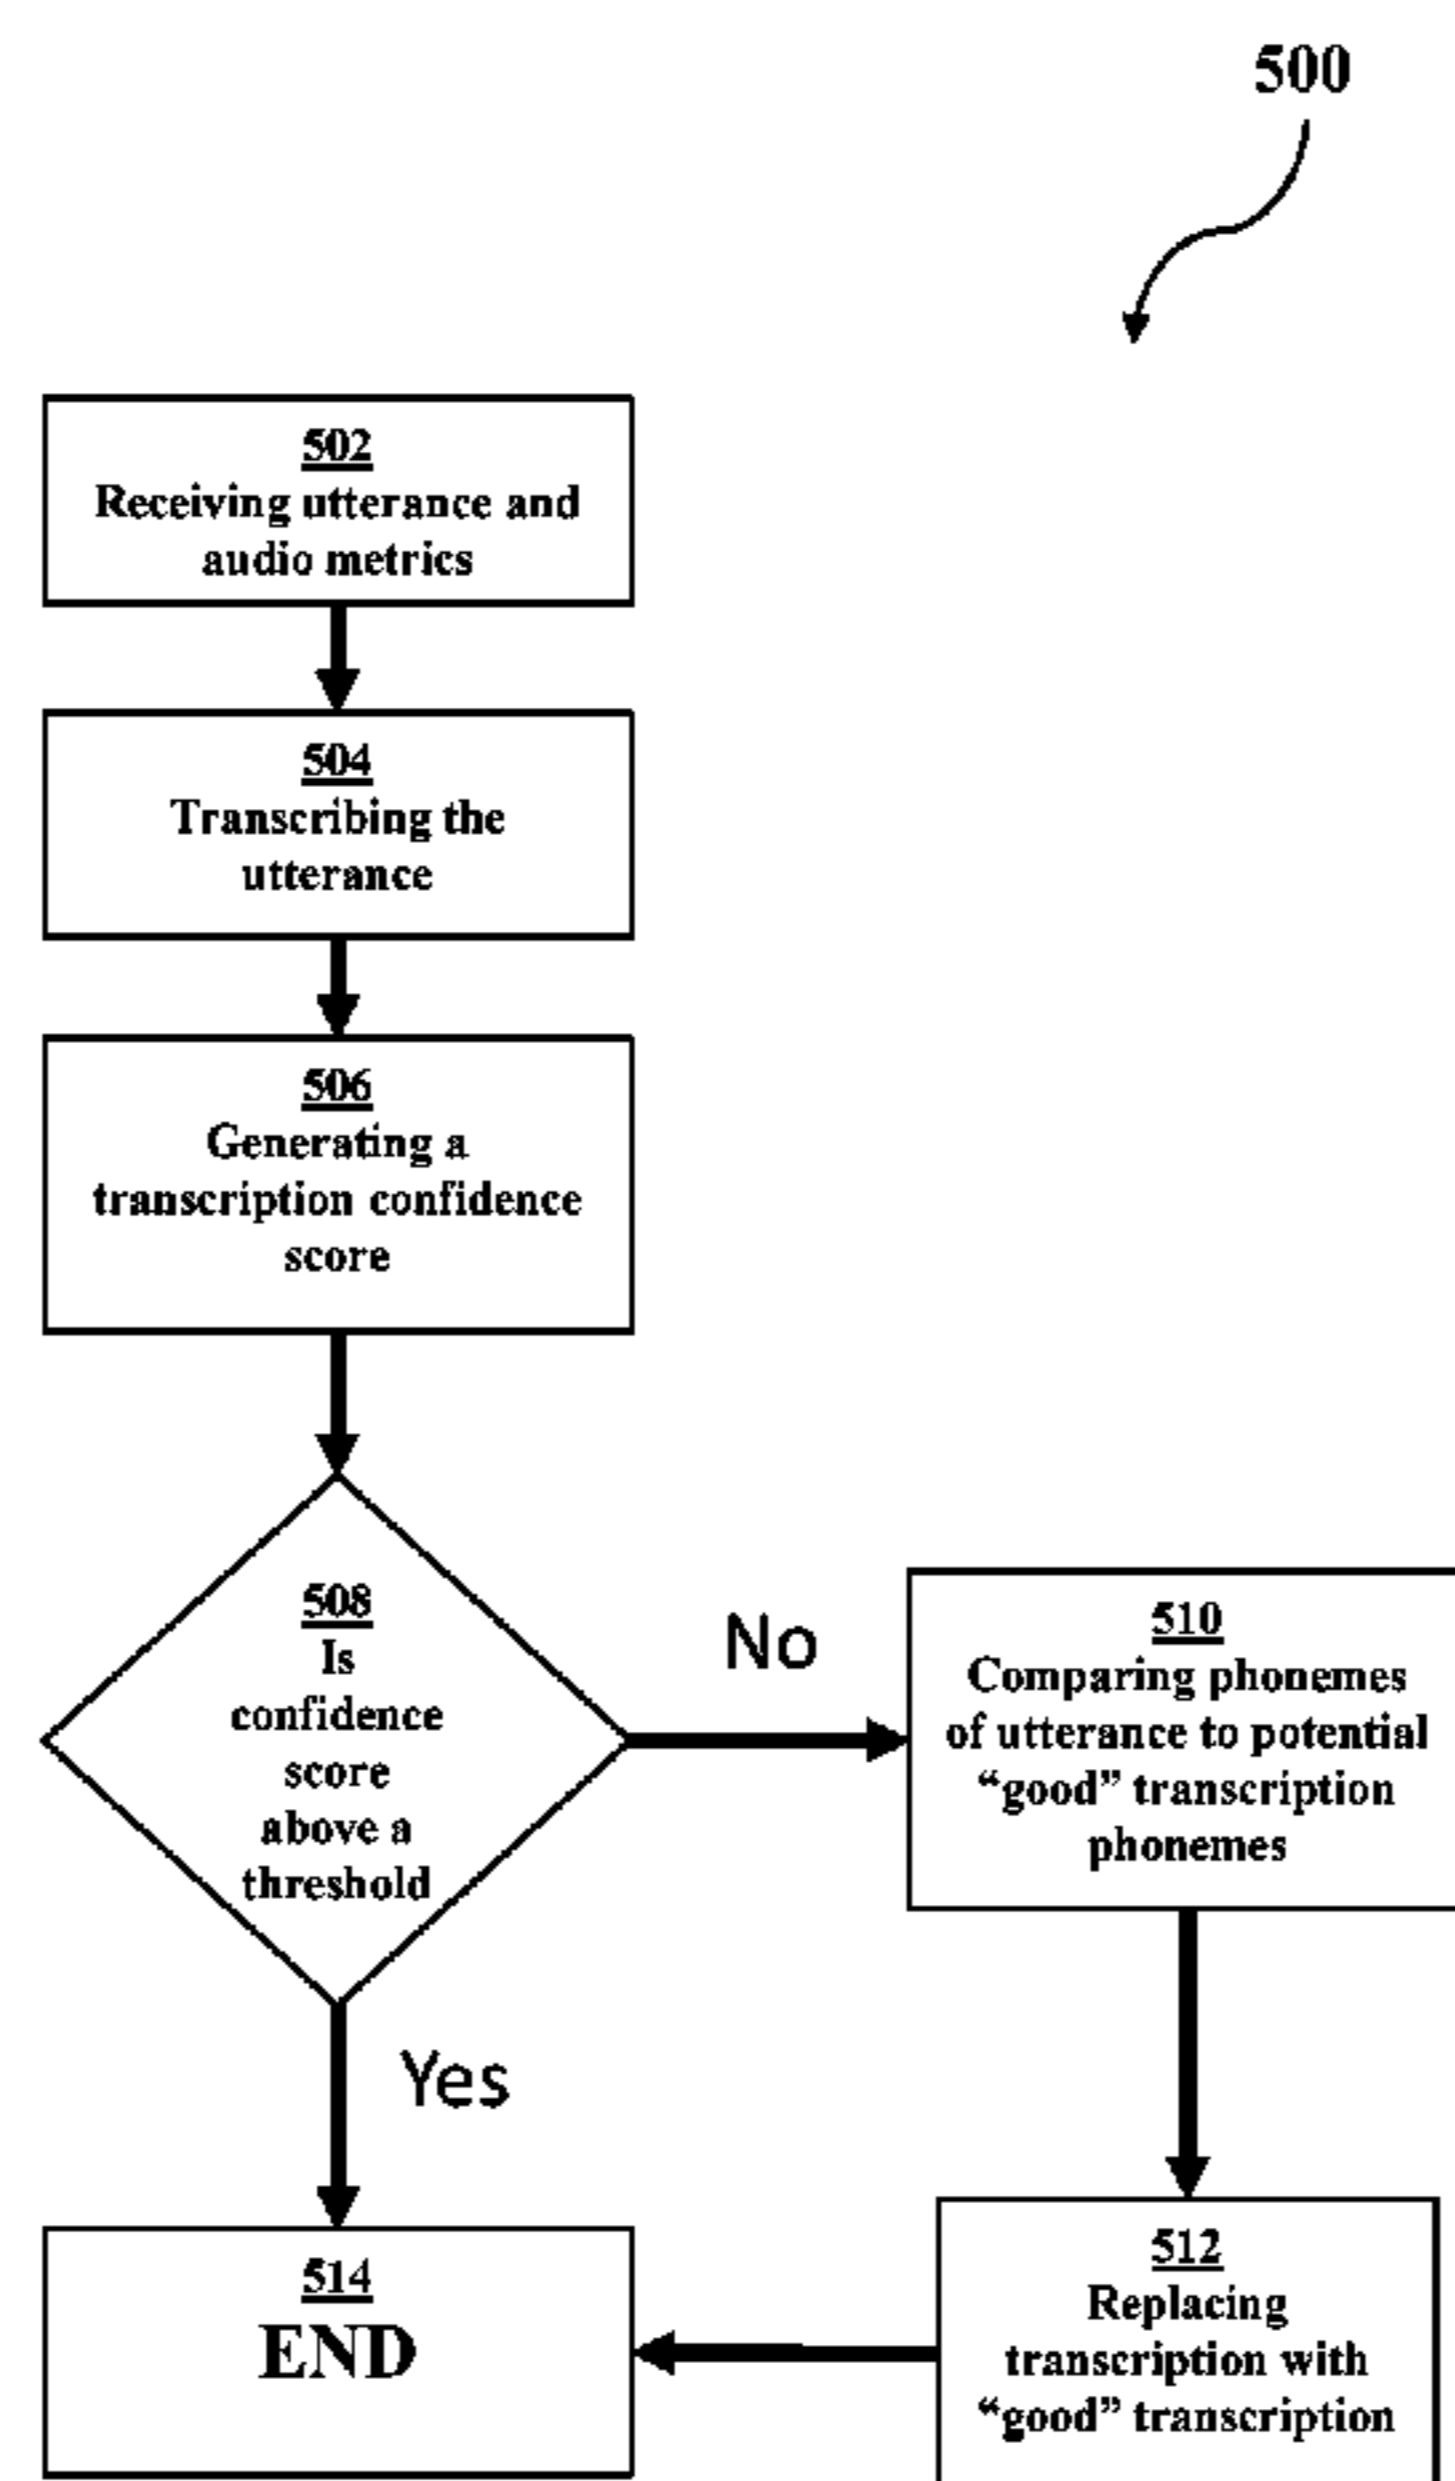 500
502
Receiving utterance and
audio metrics
504
Transcribing the
utterance
506
Generating a
transcription confidence
score
508
Is
confidence
score
above a
threshold
No
510
Comparing phonemes
of utterance to potential
“good” transcription
phonemes
Yes
512
Replacing
transcription with
“good” transcription
514
END